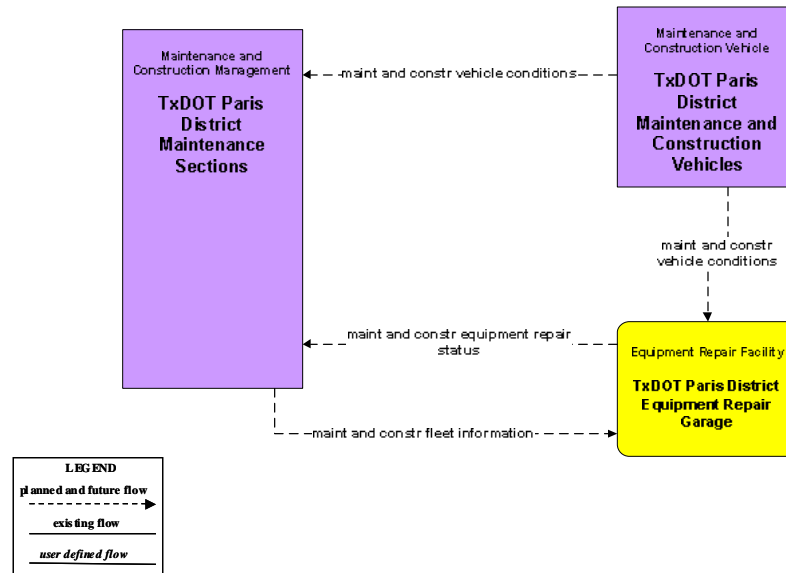 Maintenance and
Construction Management
TxDOT Paris
District
Maintenance
Sections
maint and constr vehicle conditions
Maintenance and
Construction Vehicle
TxDOT Paris
District
Maintenance and
Construction
Vehicles
maint and constr
vehicle conditions
maint and constr equipment repair
status
Equipment Repair Facility
TxDOT Paris District
Equipment Repair
Garage
maint and constr fleet information
LEGEND
planned and future flow
existing flow
user defined flow